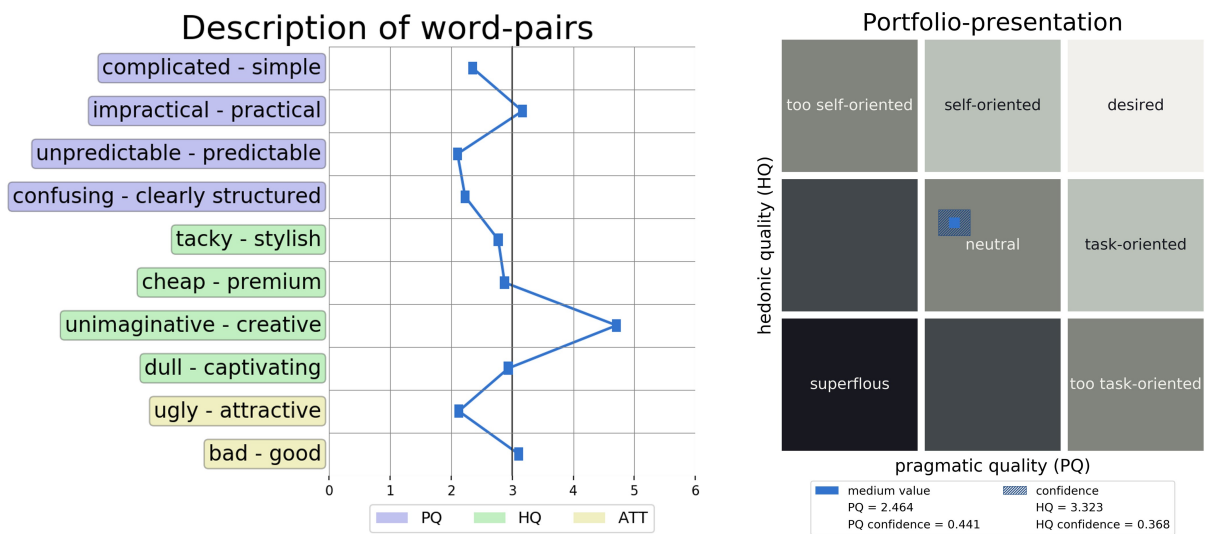 Description of word-pairs
complicated - simple
impractical - practical
unpredictable - predictable
confusing - clearly structured
tacky - stylish
cheap - premium
unimaginative - creative
dull - captivating
ugly - attractive
bad - good
0 1 2 3 4 5 6
PQ HQ ATT
Portfolio-presentation
too self-oriented self-oriented desired
neutral task-oriented
superflous too task-oriented
hedonic quality (HQ)
pragmatic quality (PQ)
medium value confidence
PQ = 2.464 HQ = 3.323
PQ confidence = 0.441 HQ confidence = 0.368